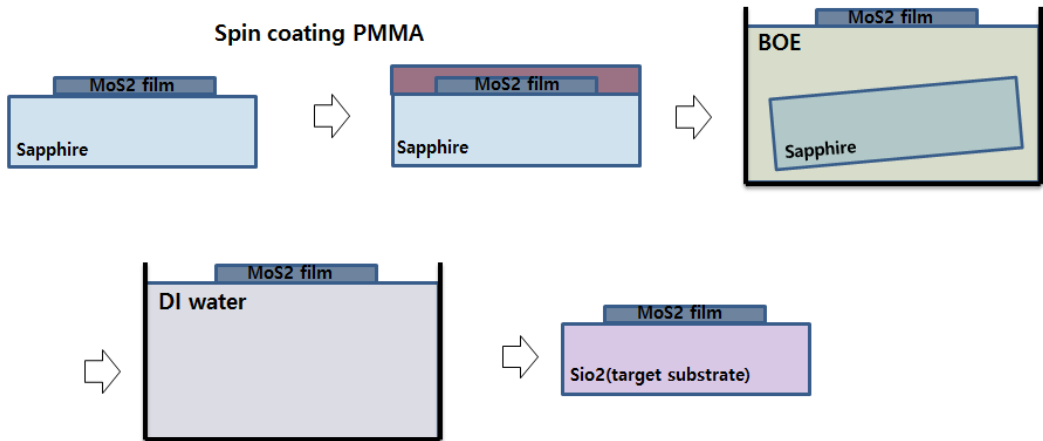 Spin coating PMMA
MoS2 film
Sapphire
MoS2 film
Sapphire
MoS2 film
BOE
Sapphire
MoS2 film
DI water
MoS2 film
Sio2(target substrate)